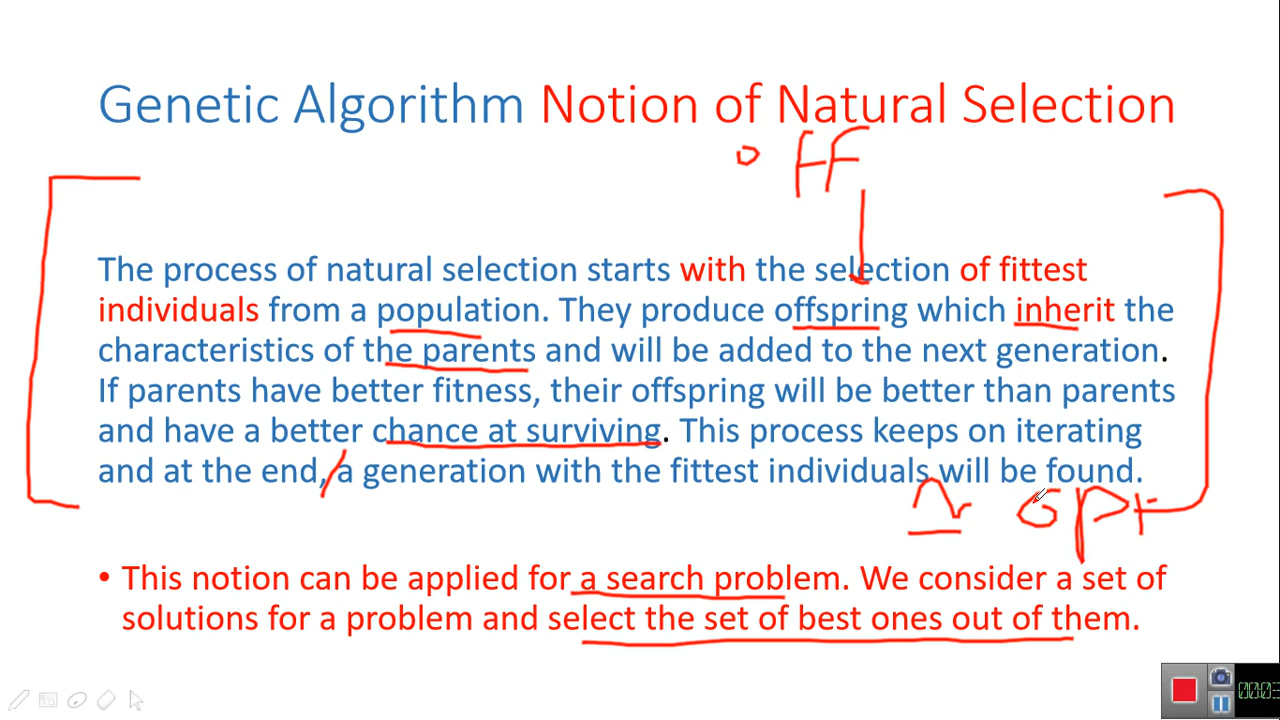 Genetic Algorithm Notion of Natural Selection
OFF
The process of natural selection starts with the selection of fittest
individuals from a population. They produce offspring which inherit the
characteristics of the parents and will be added to the next generation.
If parents have better fitness, their offspring will be better than parents
and have a better chance at surviving. This process keeps on iterating
and at the end, a generation with the fittest individuals will be found.
≃ opt
• This notion can be applied for a search problem. We consider a set of
solutions for a problem and select the set of best ones out of them.